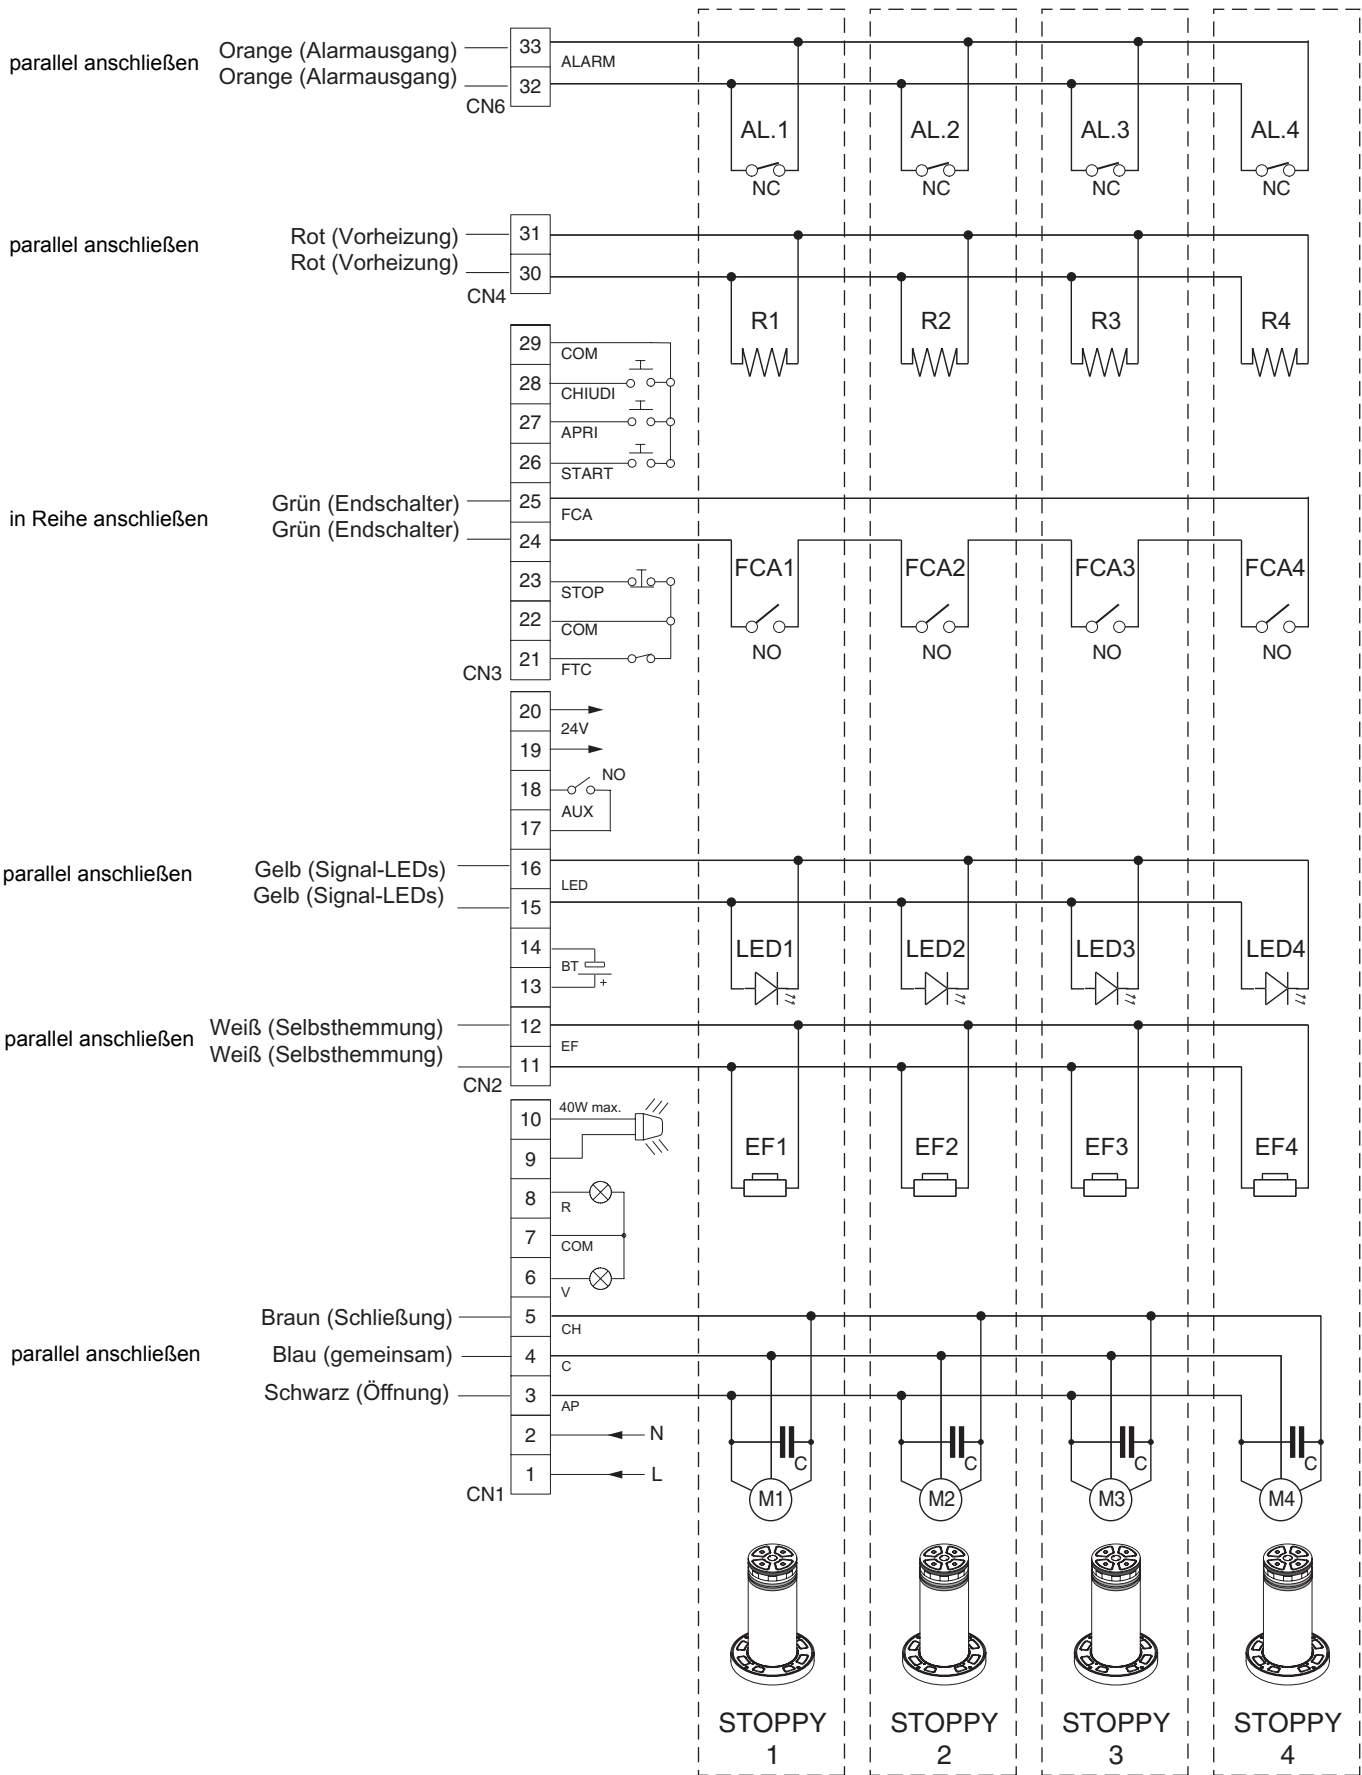 parallel anschließen
Orange (Alarmausgang)
Orange (Alarmausgang)
33
32
CN6
ALARM
AL.1
AL.2
AL.3
AL.4
NC
NC
NC
NC
parallel anschließen
Rot (Vorheizung)
Rot (Vorheizung)
31
30
CN4
R1
R2
R3
R4
29
COM
28
CHIUDI
27
APRI
26
START
in Reihe anschließen
Grün (Endschalter)
Grün (Endschalter)
25
FCA
24
FCA1
FCA2
FCA3
FCA4
NO
NO
NO
NO
23
STOP
22
COM
21
FTC
CN3
20
24V
19
18
NO
AUX
17
parallel anschließen
Gelb (Signal-LEDs)
Gelb (Signal-LEDs)
16
LED
15
LED1
LED2
LED3
LED4
14
BT
+
13
parallel anschließen
Weiß (Selbsthemmung)
Weiß (Selbsthemmung)
12
EF
11
CN2
EF1
EF2
EF3
EF4
10
40W max.
9
8
R
7
COM
6
V
parallel anschließen
Braun (Schließung)
Blau (gemeinsam)
Schwarz (Öffnung)
5
CH
4
C
3
AP
2
N
1
L
CN1
C
C
C
C
M1
M2
M3
M4
STOPPY
1
STOPPY
2
STOPPY
3
STOPPY
4